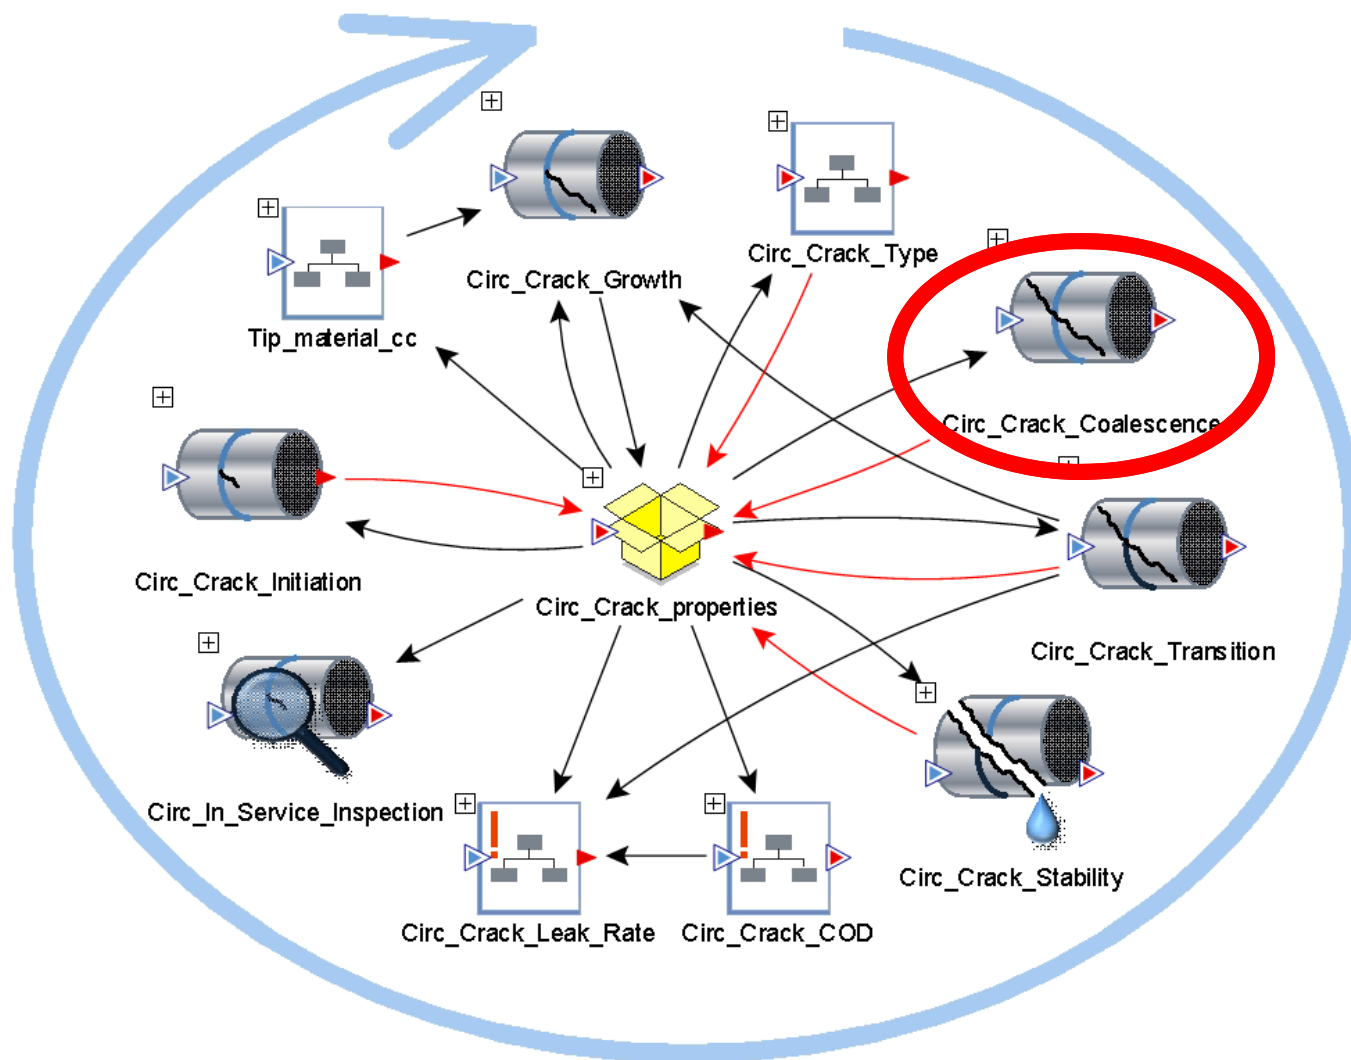 Circ_Crack_Type
Circ_Crack_Growth
Tip_material_cc
Circ_Crack_Coalescence
Circ_Crack_Initiation
Circ_Crack_properties
Circ_Crack_Transition
Circ_In_Service_Inspection
Circ_Crack_Stability
Circ_Crack_Leak_Rate
Circ_Crack_COD